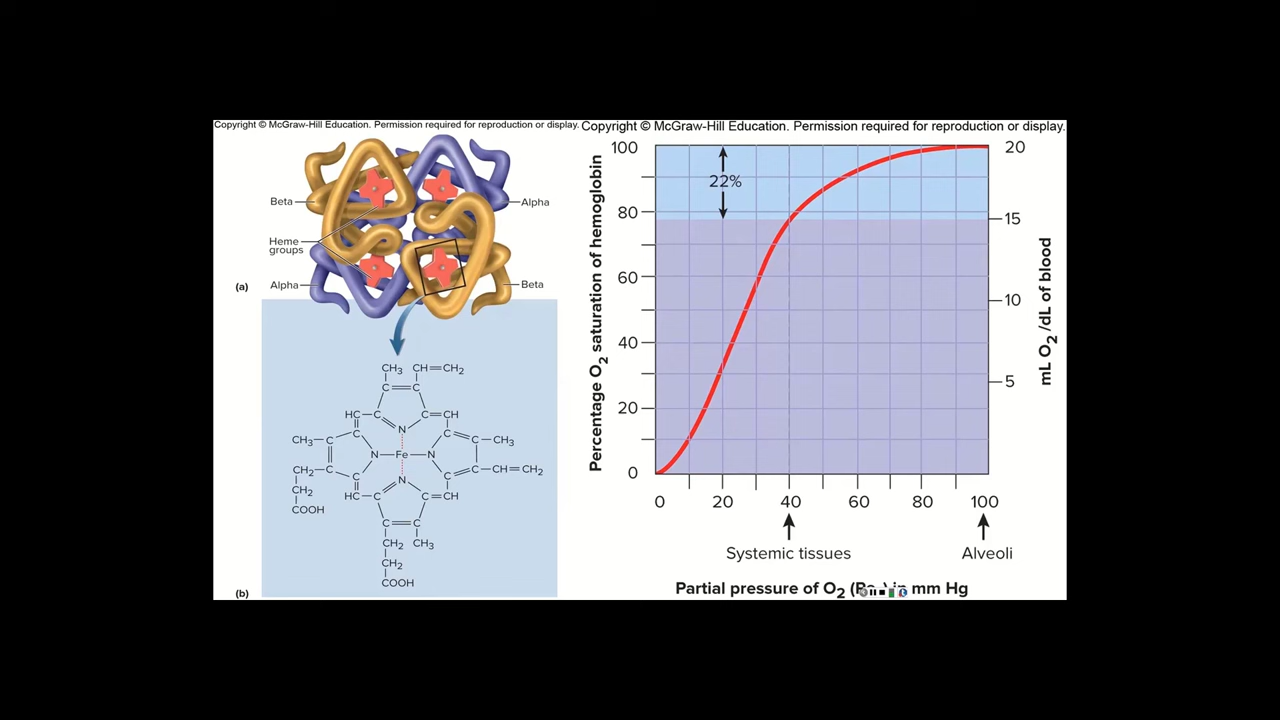 Copyright © McGraw-Hill Education. Permission required for reproduction or display.
Beta
Alpha
Heme
groups
Alpha
Beta
(a)
CH3 CH=CH2
C=C
HC C C CH
N
C C
CH3—C C—CH3
N—Fe—N
CH2—C C—CH=CH2
C C
N
CH2 HC C C CH
COOH
C=C
CH2 CH3
CH2
COOH
(b)
Copyright © McGraw-Hill Education. Permission required for reproduction or display.
Percentage O2 saturation of hemoglobin
100
80
60
40
20
0
22%
20
15
10
5
mL O2 /dL of blood
0 20 40 60 80 100
Systemic tissues
Alveoli
Partial pressure of O2 in mm Hg